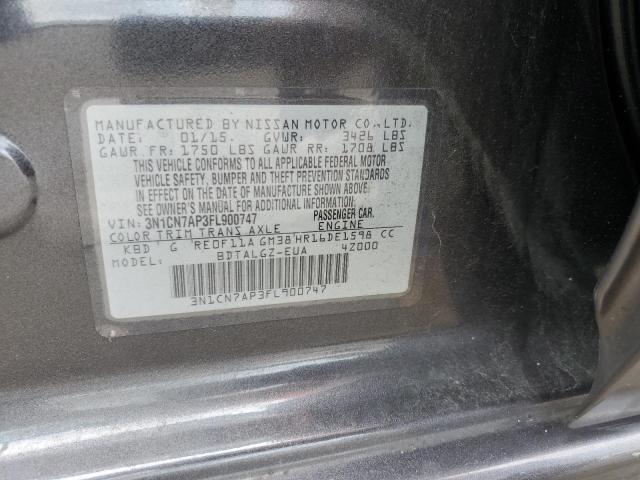 MANUFACTURED BY NISSAN MOTOR CO.,LTD.
DATE: 01/15. GVWR: 3426 LBS
GAWR FR: 1750 LBS GAWR RR: 1708 LBS
THIS VEHICLE CONFORMS TO ALL APPLICABLE FEDERAL MOTOR
VEHICLE SAFETY, BUMPER AND THEFT PREVENTION STANDARDS
IN EFFECT ON THE DATE OF MANUFACTURE SHOWN ABOVE.
SEE OWNER'S MANUAL FOR ADDITIONAL INFORMATION.
VIN: 3N1CN7AP3FL900747 PASSENGER CAR.
COLOR TRIM TRANS AXLE ENGINE
KBD G RE0F11A GM38 HR16DE1598 CC
MODEL: BDTALGZ-EUA 4Z000
3N1CN7AP3FL900747